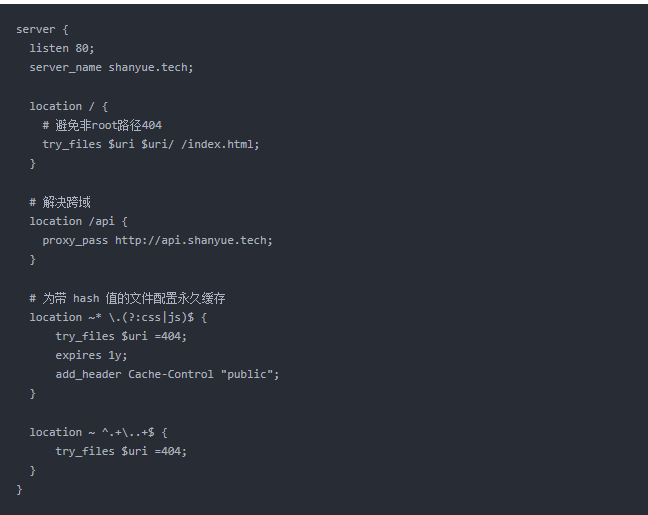 server {
  listen 80;
  server_name shanyue.tech;

  location / {
    # 避免非root路径404
    try_files $uri $uri/ /index.html;
  }

  # 解决跨域
  location /api {
    proxy_pass http://api.shanyue.tech;
  }

  # 为带 hash 值的文件配置永久缓存
  location ~* \.(?:css|js)$ {
      try_files $uri =404;
      expires 1y;
      add_header Cache-Control "public";
  }

  location ~ ^.+\..+$ {
      try_files $uri =404;
  }
}